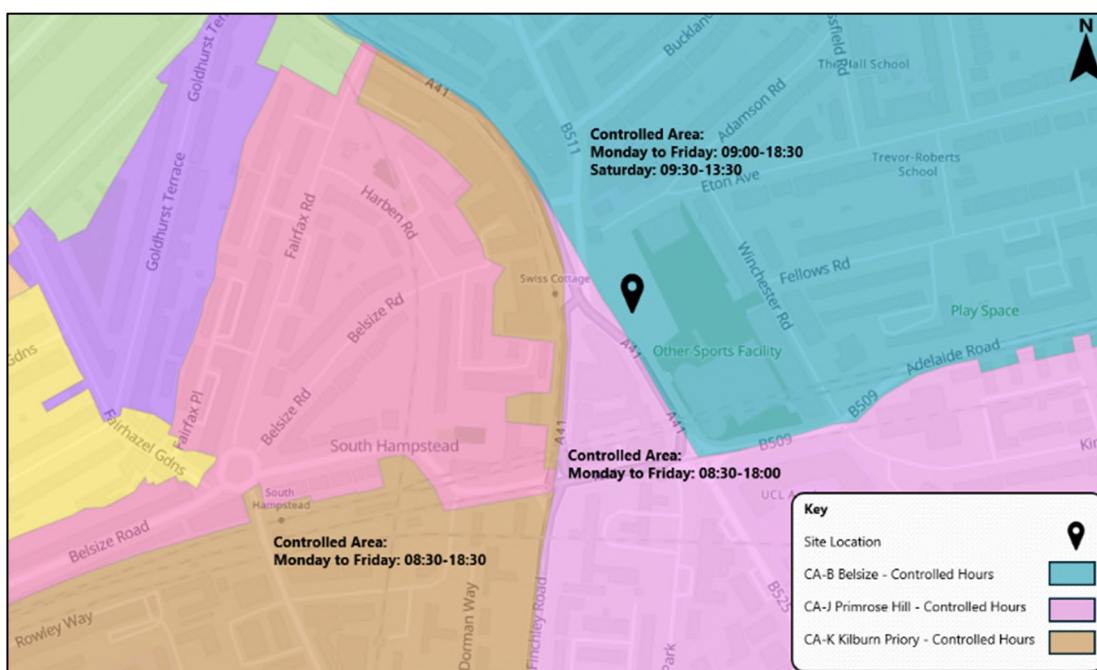 N
Goldhurst Terrace
A41
Buckland
ssfield Rd
The Hall School
Adamson Rd
B511
Controlled Area:
Monday to Friday: 09:00-18:30
Saturday: 09:30-13:30
Trevor-Roberts
School
Eton Ave
Goldhurst Terrace
Fairfax Rd
Harben Rd
Winchester Rd
Fellows Rd
Swiss Cottage
Belsize Rd
Play Space
A41
Other Sports Facility
Adelaide Road
Gdns
Fairfax Pl
Belsize Rd
B509
Fairhazel Gdns
A41
A41
South Hampstead
B509
Controlled Area:
Monday to Friday: 08:30-18:00
South
Hampstead
UCL
Belsize Road
Controlled Area:
Monday to Friday: 08:30-18:30
Rowley Way
Dorman Way
Finchley Road
Park
B525
Key
Site Location
CA-B Belsize - Controlled Hours
CA-J Primrose Hill - Controlled Hours
CA-K Kilburn Priory - Controlled Hours